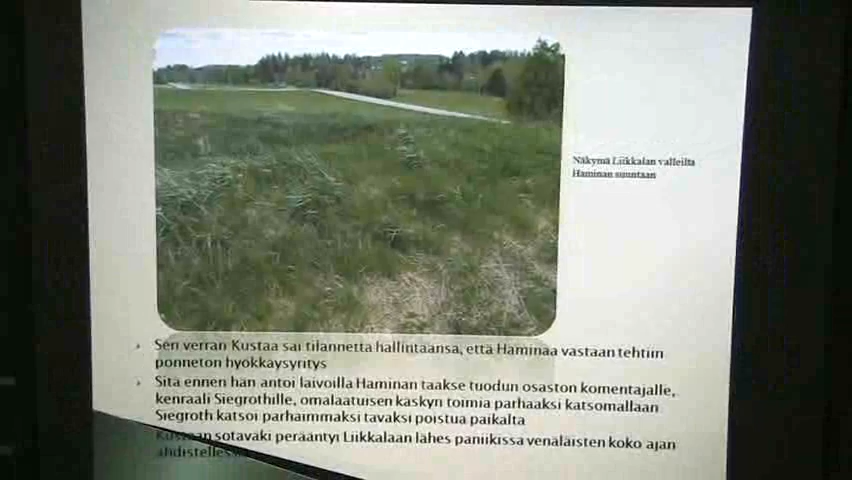 Näkymä Liikkalan valleilta
Haminan suuntaan
Sen verran Kustaa sai tilannetta hallintaansa, että Haminaa vastaan tehtiin
ponneton hyökkäysyritys
Sitä ennen hän antoi laivoilla Haminan taakse tuodun osaston komentajalle,
kenraali Siegrothille, omalaatuisen käskyn toimia parhaaksi katsomallaan
Siegroth katsoi parhaimmaksi tavaksi poistua paikalta
Kustaan sotaväki perääntyi Liikkalaan lähes paniikissa venäläisten koko ajan